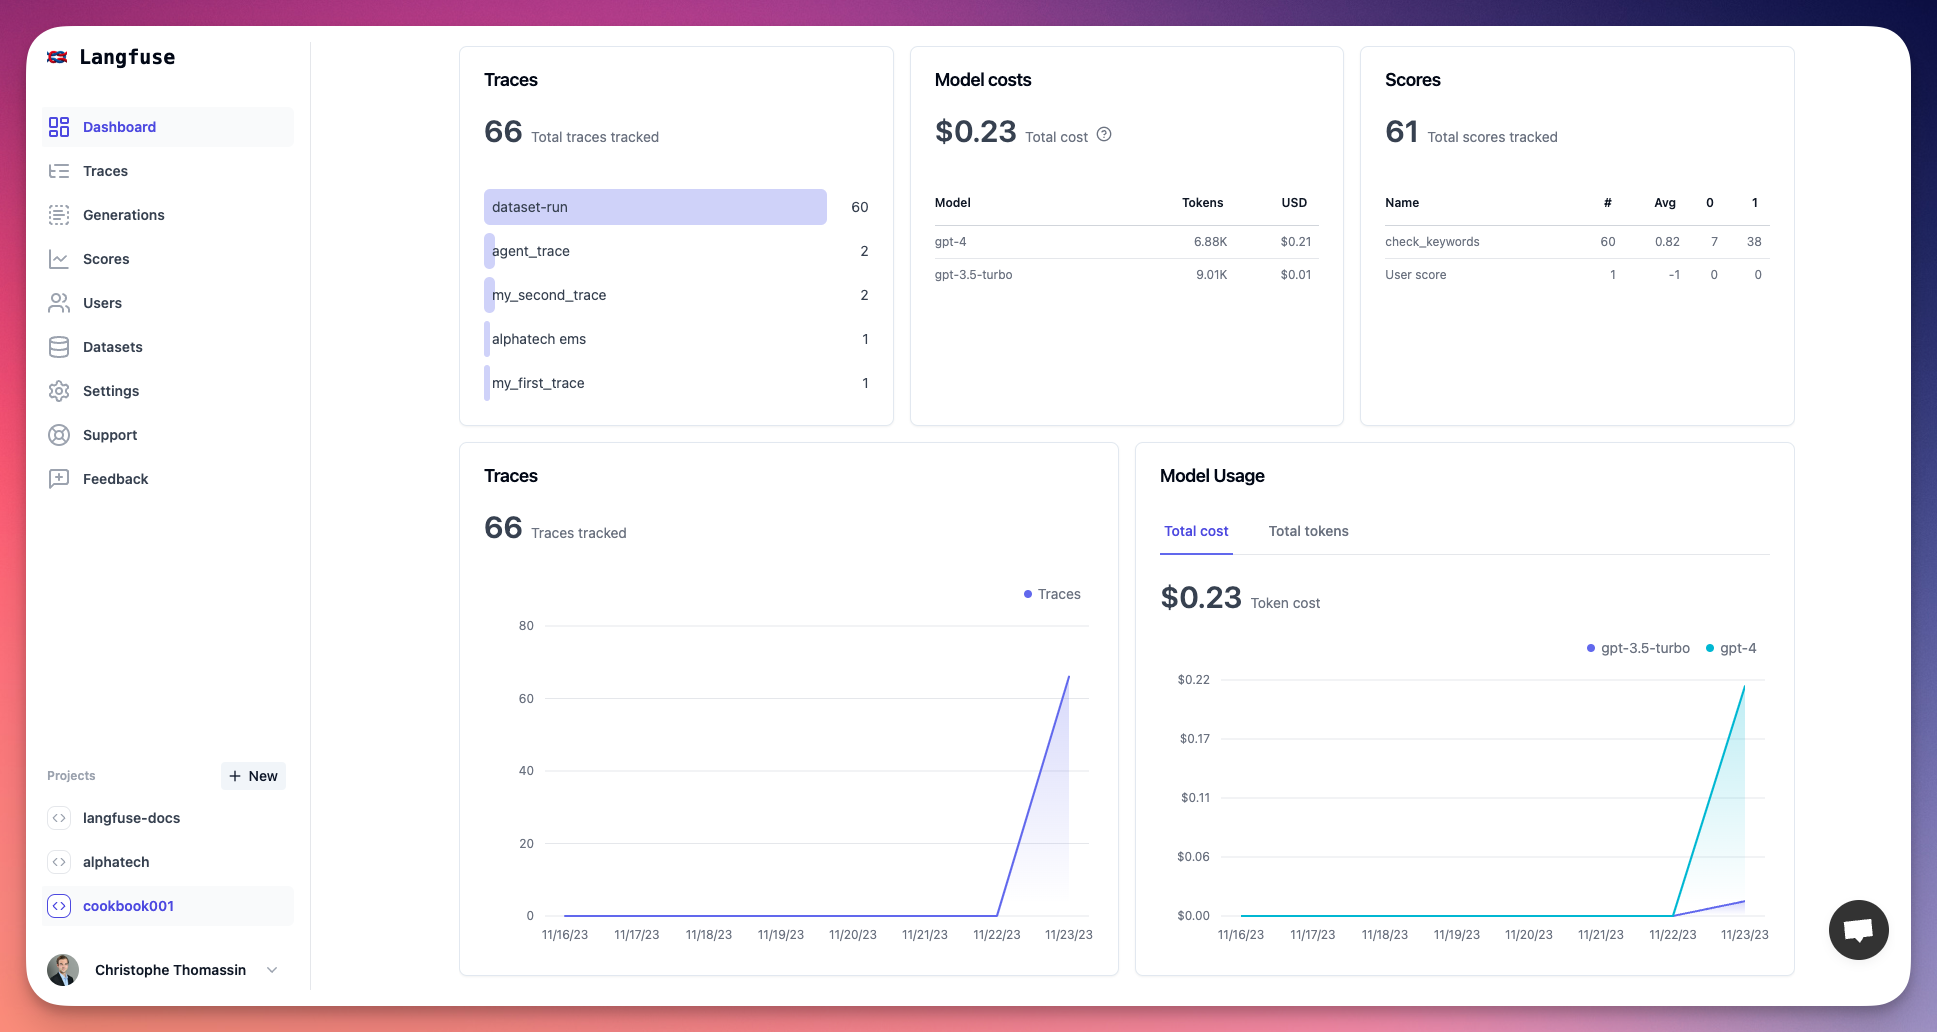 Langfuse
Dashboard
Traces
Generations
Scores
Users
Datasets
Settings
Support
Feedback
Projects
+ New
langfuse-docs
alphatech
cookbook001
Christophe Thomassin
Traces
66 Total traces tracked
dataset-run 60
agent_trace 2
my_second_trace 2
alphatech ems 1
my_first_trace 1
Model costs
$0.23 Total cost ?
Model Tokens USD
gpt-4 6.88K $0.21
gpt-3.5-turbo 9.01K $0.01
Scores
61 Total scores tracked
Name # Avg 0 1
check_keywords 60 0.82 7 38
User score 1 -1 0 0
Traces
66 Traces tracked
Traces
80
60
40
20
0
11/16/23 11/17/23 11/18/23 11/19/23 11/20/23 11/21/23 11/22/23 11/23/23
Model Usage
Total cost Total tokens
$0.23 Token cost
gpt-3.5-turbo gpt-4
$0.22
$0.17
$0.11
$0.06
$0.00
11/16/23 11/17/23 11/18/23 11/19/23 11/20/23 11/21/23 11/22/23 11/23/23